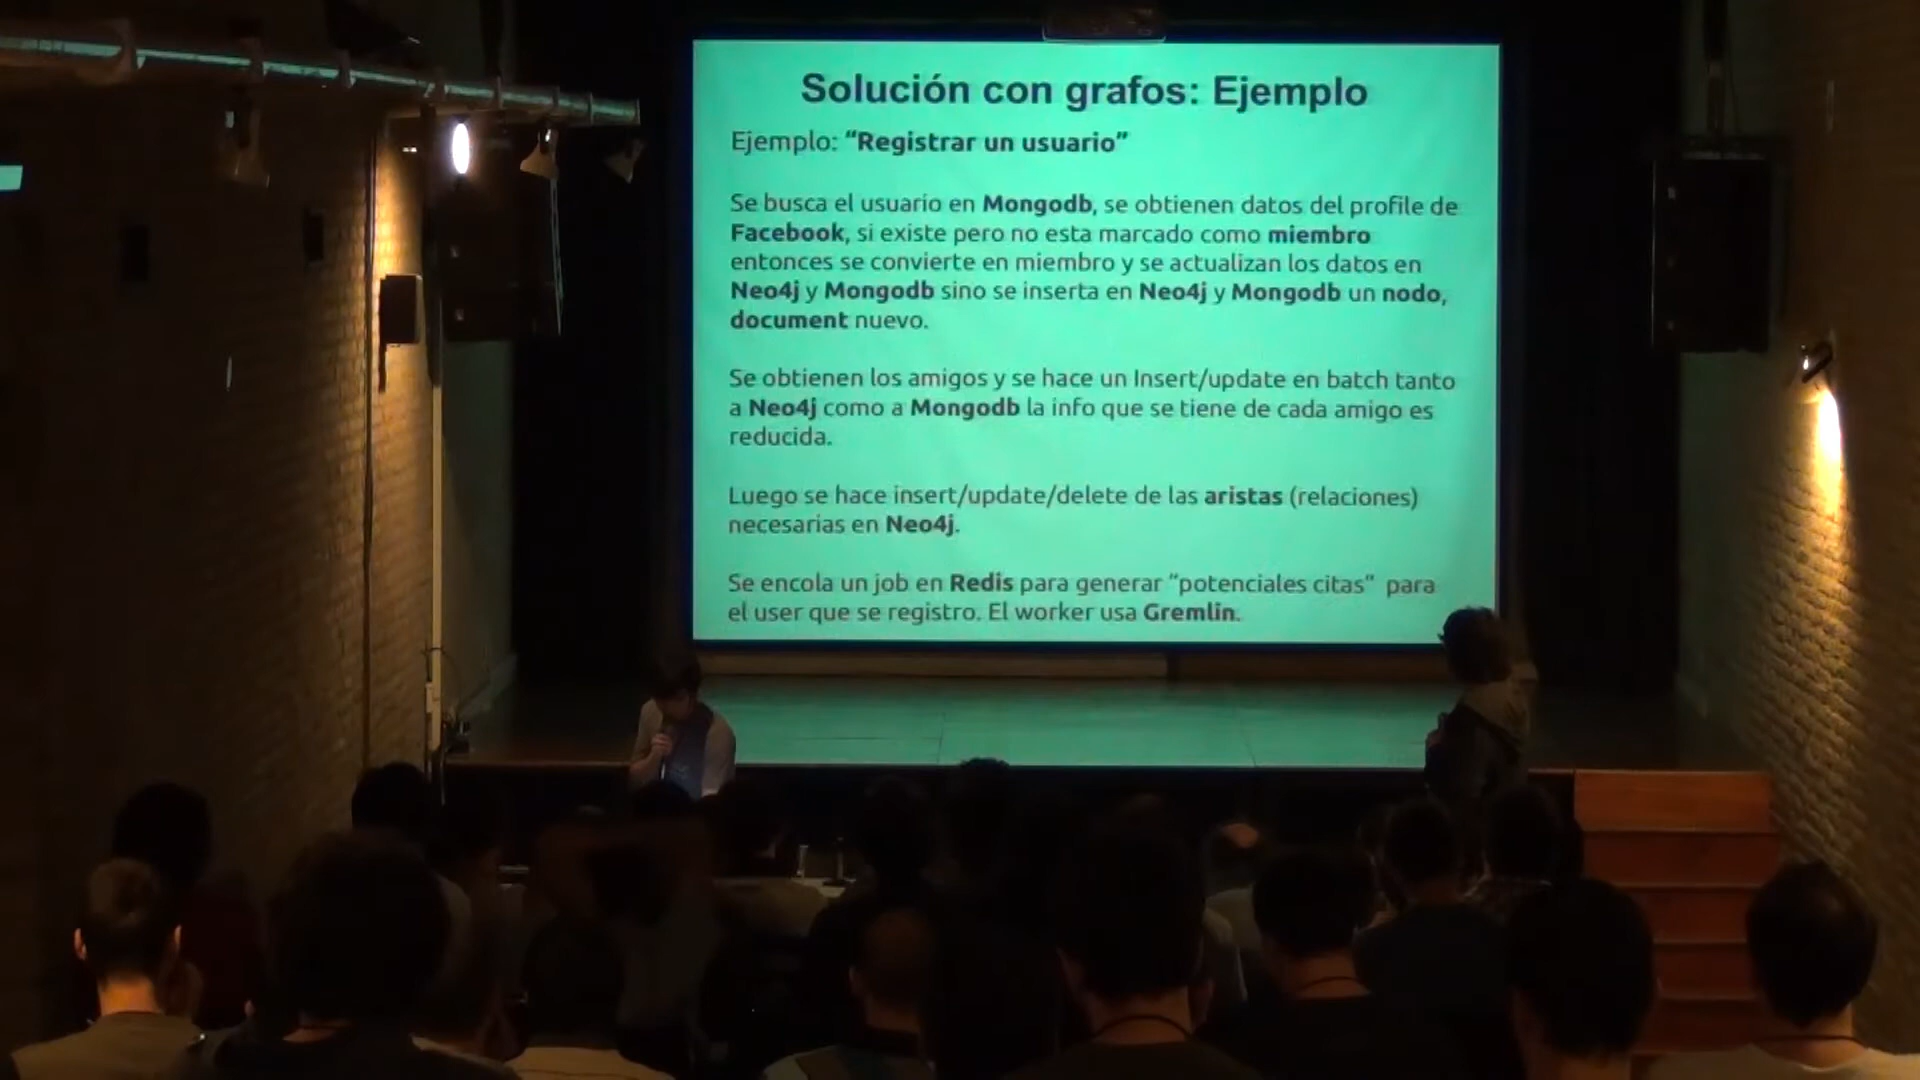 Solución con grafos: Ejemplo
Ejemplo: “Registrar un usuario”
Se busca el usuario en Mongodb, se obtienen datos del profile de
Facebook, si existe pero no esta marcado como miembro
entonces se convierte en miembro y se actualizan los datos en
Neo4j y Mongodb sino se inserta en Neo4j y Mongodb un nodo,
document nuevo.
Se obtienen los amigos y se hace un Insert/update en batch tanto
a Neo4j como a Mongodb la info que se tiene de cada amigo es
reducida.
Luego se hace insert/update/delete de las aristas (relaciones)
necesarias en Neo4j.
Se encola un job en Redis para generar “potenciales citas” para
el user que se registro. El worker usa Gremlin.